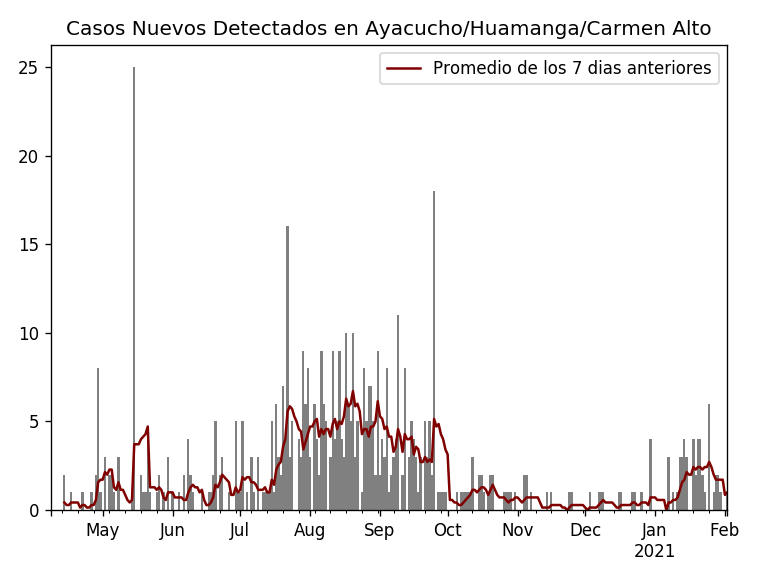 Casos Nuevos Detectados en Ayacucho/Huamanga/Carmen Alto
Promedio de los 7 dias anteriores
25
20
15
10
5
0
May Jun Jul Aug Sep Oct Nov Dec Jan Feb
2021